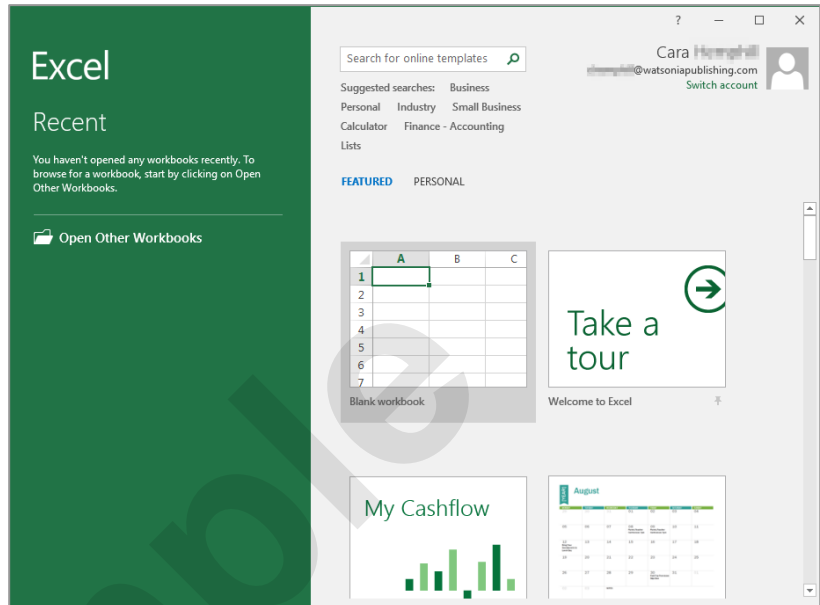 Excel
Recent
You haven't opened any workbooks recently. To
browse for a workbook, start by clicking on Open
Other Workbooks.
Open Other Workbooks
?
Cara
@watsoniapublishing.com
Switch account
Search for online templates
Suggested searches: Business
Personal Industry Small Business
Calculator Finance - Accounting
Lists
FEATURED PERSONAL
A B C
1
2
3
4
5
6
7
Blank workbook
Take a
tour
Welcome to Excel
My Cashflow
August
ple